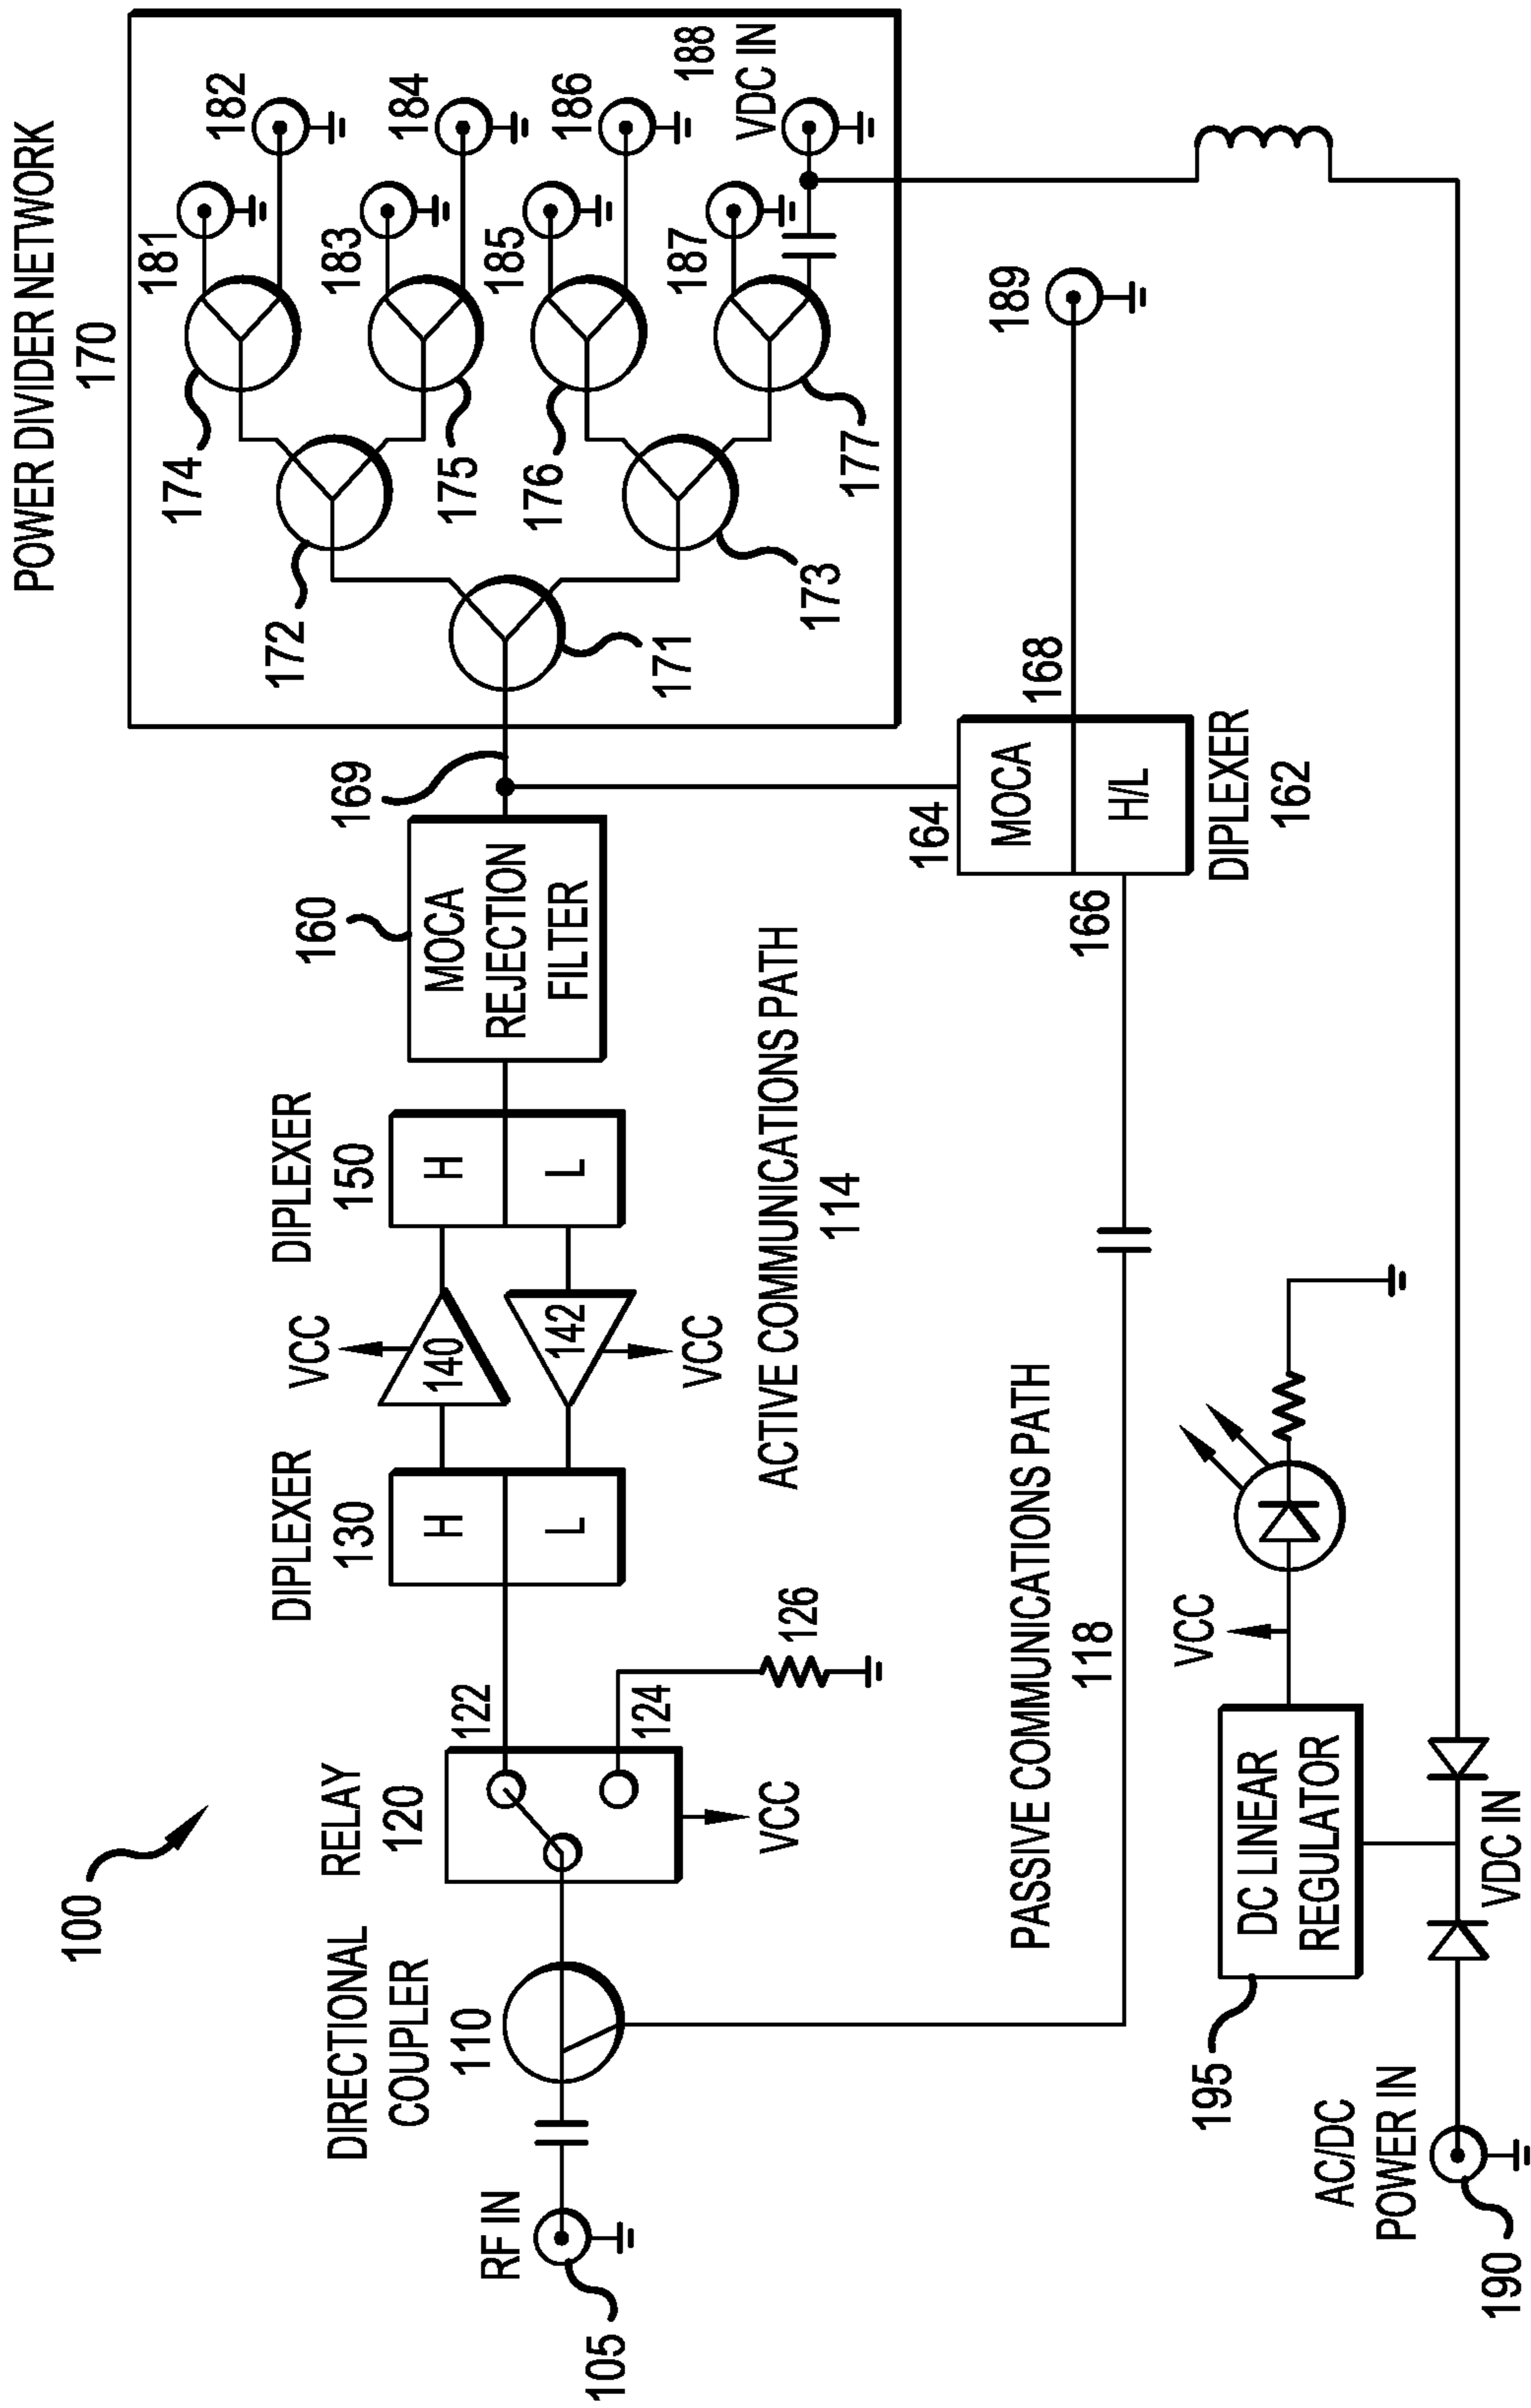 POWER DIVIDER NETWORK
170
181
182
183
184
185
186
187
188
VDC IN
174
175
176
177
172
173
171
169
189
160
MOCA
REJECTION
FILTER
164
MOCA
168
166
H/L
DIPLEXER
162
DIPLEXER
150
H
L
VCC
140
142
VCC
DIPLEXER
130
H
L
ACTIVE COMMUNICATIONS PATH
114
122
124
126
RELAY
120
VCC
100
DIRECTIONAL
COUPLER
110
PASSIVE COMMUNICATIONS PATH
118
RF IN
105
VCC
DC LINEAR
REGULATOR
195
VDC IN
AC/DC
POWER IN
190